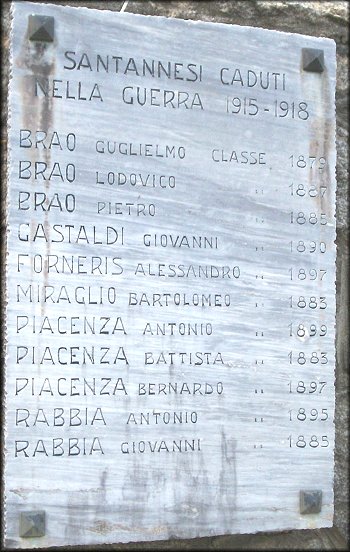 SANTANNESI CADUTI
NELLA GUERRA 1915-1918
BRAO GUGLIELMO CLASSE 1879
BRAO LODOVICO ,, 1887
BRAO PIETRO ,, 1885
GASTALDI GIOVANNI ,, 1890
FORNERIS ALESSANDRO ,, 1897
MIRAGLIO BARTOLOMEO ,, 1883
PIACENZA ANTONIO ,, 1899
PIACENZA BATTISTA ,, 1883
PIACENZA BERNARDO ,, 1897
RABBIA ANTONIO ,, 1895
RABBIA GIOVANNI ,, 1885